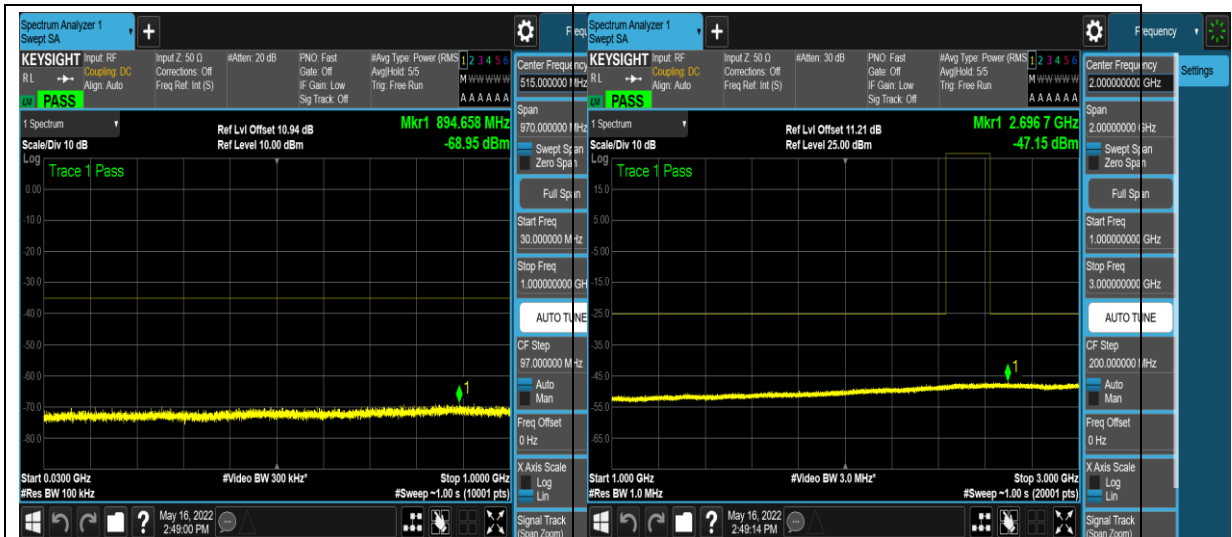 Spectrum Analyzer 1
Swept SA
+
KEYSIGHT
RL
Input: RF
Coupling: DC
Align: Auto
Input Z: 50 Ω
Corrections: Off
Freq Ref: Int (S)
#Atten: 20 dB
PNO: Fast
Gate: Off
IF Gain: Low
Sig Track: Off
#Avg Type: Power (RMS
Avg|Hold: 5/5
Trig: Free Run
1 2 3 4 5 6
M W W W W W
A A A A A A
PASS
1 Spectrum
Scale/Div 10 dB
Ref Lvl Offset 10.94 dB
Ref Level 10.00 dBm
Mkr1 894.658 MHz
-68.95 dBm
Log
Trace 1 Pass
0.00
-10.0
-20.0
-30.0
-40.0
-50.0
-60.0
-70.0
-80.0
1
Start 0.0300 GHz
#Res BW 100 kHz
#Video BW 300 kHz*
Stop 1.0000 GHz
#Sweep ~1.00 s (10001 pts)
?
May 16, 2022
2:49:00 PM
Center Frequency
515.000000 MHz
Span
970.000000 MHz
Swept Span
Zero Span
Full Span
Start Freq
30.000000 MHz
Stop Freq
1.000000000 GH
AUTO TUNE
CF Step
97.000000 MHz
Auto
Man
Freq Offset
0 Hz
X Axis Scale
Log
Lin
Signal Track
(Span Zoom)
Spectrum Analyzer 1
Swept SA
+
Frequency
Settings
KEYSIGHT
RL
Input: RF
Coupling: DC
Align: Auto
Input Z: 50 Ω
Corrections: Off
Freq Ref: Int (S)
#Atten: 30 dB
PNO: Fast
Gate: Off
IF Gain: Low
Sig Track: Off
#Avg Type: Power (RMS
Avg|Hold: 5/5
Trig: Free Run
1 2 3 4 5 6
M W W W W W
A A A A A A
PASS
1 Spectrum
Scale/Div 10 dB
Ref Lvl Offset 11.21 dB
Ref Level 25.00 dBm
Mkr1 2.696 7 GHz
-47.15 dBm
Log
Trace 1 Pass
15.0
5.00
-5.00
-15.0
-25.0
-35.0
-45.0
-55.0
-65.0
1
Start 1.000 GHz
#Res BW 1.0 MHz
#Video BW 3.0 MHz*
Stop 3.000 GHz
#Sweep ~1.00 s (20001 pts)
?
May 16, 2022
2:49:14 PM
Center Frequency
2.000000000 GHz
Span
2.00000000 GHz
Swept Span
Zero Span
Full Span
Start Freq
1.000000000 GHz
Stop Freq
3.000000000 GHz
AUTO TUNE
CF Step
200.000000 MHz
Auto
Man
Freq Offset
0 Hz
X Axis Scale
Log
Lin
Signal Track
(Span Zoom)